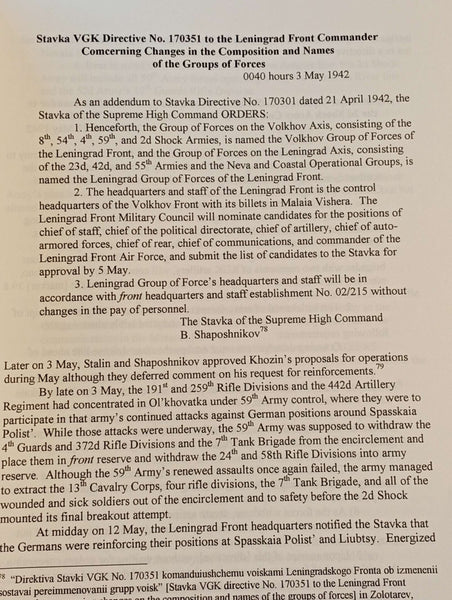 Stavka VGK Directive No. 170351 to the Leningrad Front Commander
Comcerning Changes in the Composition and Names
of the Groups of Forces
0040 hours 3 May 1942
As an addendum to Stavka Directive No. 170301 dated 21 April 1942, the
Stavka of the Supreme High Command ORDERS:
1. Henceforth, the Group of Forces on the Volkhov Axis, consisting of the
8th, 54th, 4th, 59th, and 2d Shock Armies, is named the Volkhov Group of Forces of
the Leningrad Front, and the Group of Forces on the Leningrad Axis, consisting
of the 23d, 42d, and 55th Armies and the Neva and Coastal Operational Groups, is
named the Leningrad Group of Forces of the Leningrad Front.
2. The headquarters and staff of the Leningrad Front is the control
headquarters of the Volkhov Front with its billets in Malaia Vishera. The
Leningrad Front Military Council will nominate candidates for the positions of
chief of staff, chief of the political directorate, chief of artillery, chief of auto-
armored forces, chief of rear, chief of communications, and commander of the
Leningrad Front Air Force, and submit the list of candidates to the Stavka for
approval by 5 May.
3. Leningrad Group of Force's headquarters and staff will be in
accordance with front headquarters and staff establishment No. 02/215 without
changes in the pay of personnel.
The Stavka of the Supreme High Command
B. Shaposhnikov78
Later on 3 May, Stalin and Shaposhnikov approved Khozin's proposals for operations
during May although they deferred comment on his request for reinforcements.79
By late on 3 May, the 191st and 259th Rifle Divisions and the 442d Artillery
Regiment had concentrated in Ol'khovatka under 59th Army control, where they were to
participate in that army's continued attacks against German positions around Spasskaia
Polist'. While those attacks were underway, the 59th Army was supposed to withdraw the
4th Guards and 372d Rifle Divisions and the 7th Tank Brigade from the encirclement and
place them in front reserve and withdraw the 24th and 58th Rifle Divisions into army
reserve. Although the 59th Army's renewed assaults once again failed, the army managed
to extract the 13th Cavalry Corps, four rifle divisions, the 7th Tank Brigade, and all of the
wounded and sick soldiers out of the encirclement and to safety before the 2d Shock
mounted its final breakout attempt.
At midday on 12 May, the Leningrad Front headquarters notified the Stavka that
the Germans were reinforcing their positions at Spasskaia Polist' and Liubtsy. Energized
78 "Direktiva Stavki VGK No. 170351 komanduiushchemu voiskami Leningradskogo Fronta ob izmenenii
sostava i pereimmenovanii grupp voisk" [Stavka VGK directive No. 170351 to the Leningrad Front
changes in the composition and names of the groups of forces] in Zolotarev,